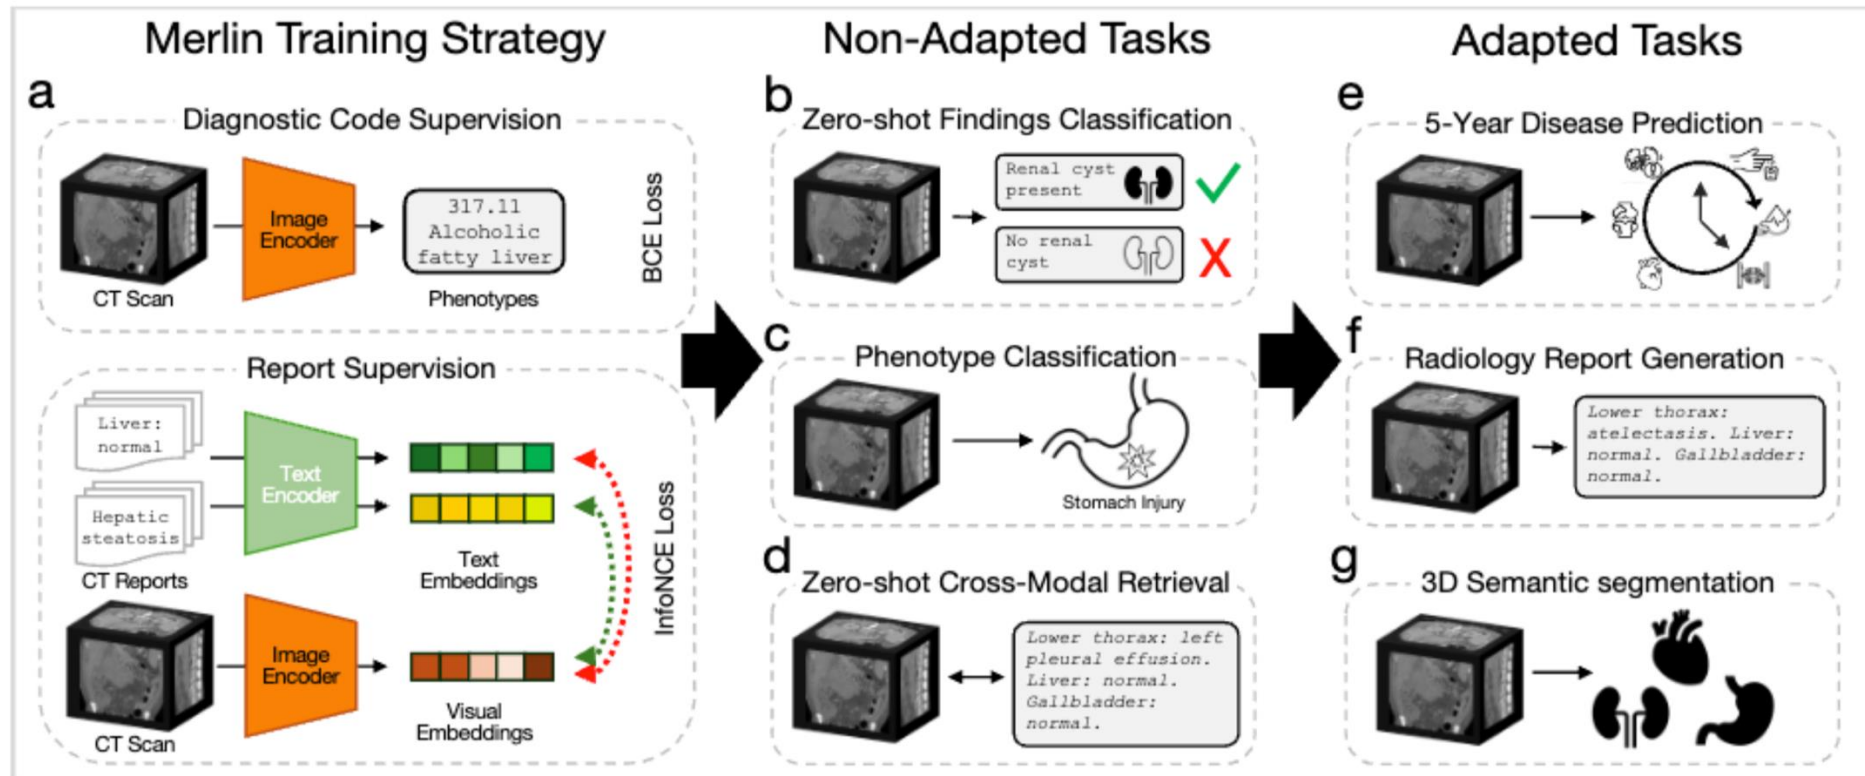 Merlin Training Strategy
Non-Adapted Tasks
Adapted Tasks
a
Diagnostic Code Supervision
Image
Encoder
317.11
Alcoholic
fatty liver
CT Scan
Phenotypes
BCE Loss
Report Supervision
Liver:
normal
Hepatic
steatosis
CT Reports
Text
Encoder
Text
Embeddings
InfoNCE Loss
Image
Encoder
CT Scan
Visual
Embeddings
b
Zero-shot Findings Classification
Renal cyst
present
No renal
cyst
X
c
Phenotype Classification
Stomach Injury
d
Zero-shot Cross-Modal Retrieval
Lower thorax: left
pleural effusion.
Liver: normal.
Gallbladder:
normal.
e
5-Year Disease Prediction
f
Radiology Report Generation
Lower thorax:
atelectasis. Liver:
normal. Gallbladder:
normal.
g
3D Semantic segmentation